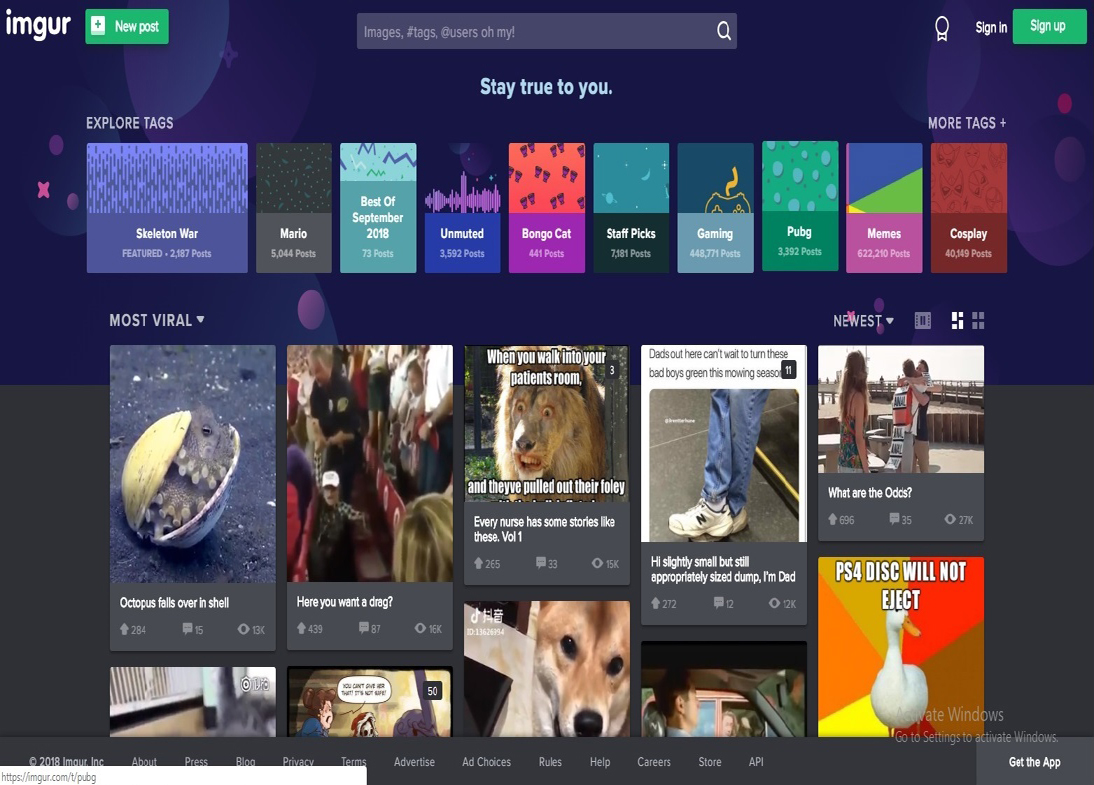 imgur
New post
Images, #tags, @users oh my!
Sign in
Sign up
Stay true to you.
EXPLORE TAGS
MORE TAGS +
Skeleton War
FEATURED • 2,187 Posts
Mario
5,044 Posts
Best Of
September
2018
73 Posts
Unmuted
3,592 Posts
Bongo Cat
441 Posts
Staff Picks
7,181 Posts
Gaming
448,771 Posts
Pubg
3,392 Posts
Memes
622,210 Posts
Cosplay
40,149 Posts
MOST VIRAL
NEWEST
Octopus falls over in shell
284 15 13K
Here you want a drag?
439 87 16K
YOU CAN'T GIVE HER
THAT! IT'S NOT SAFE!
50
When you walk into your
patients room,
3
and theyve pulled out their foley
Every nurse has some stories like
these. Vol 1
265 33 15K
抖音
ID:13626994
Dads out here can't wait to turn these
bad boys green this mowing season
11
N
Hi slightly small but still
appropriately sized dump, I'm Dad
272 12 12K
What are the Odds?
696 35 27K
PS4 DISC WILL NOT
EJECT
Activate Windows
Go to Settings to activate Windows.
© 2018 Imgur, Inc
About
Press
Blog
Privacy
Terms
Advertise
Ad Choices
Rules
Help
Careers
Store
API
Get the App
https://imgur.com/t/pubg